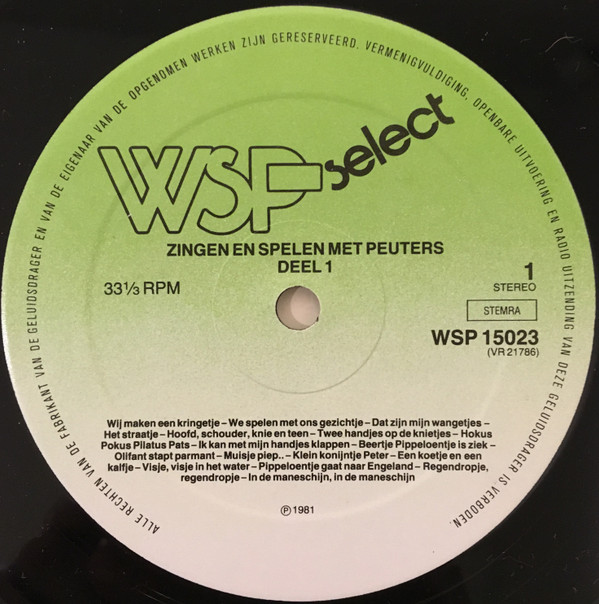 ALLE RECHTEN VAN DE FABRIKANT VAN DE GELUIDSDRAGER EN VAN DE EIGENAAR VAN DE OPGENOMEN WERKEN ZIJN GERESERVEERD. VERMENIGVULDIGING, OPENBARE UITVOERING EN RADIO UITZENDING VAN DEZE GELUIDSDRAGER IS VERBODEN.
WSP-select
ZINGEN EN SPELEN MET PEUTERS
DEEL 1
33⅓ RPM
1
STEREO
STEMRA
WSP 15023
(VR 21786)
Wij maken een kringetje – We spelen met ons gezichtje – Dat zijn mijn wangetjes –
Het straatje – Hoofd, schouder, knie en teen – Twee handjes op de knietjes – Hokus
Pokus Pilatus Pats – Ik kan met mijn handjes klappen – Beertje Pippeloentje is ziek –
Olifant stapt parmant – Muisje piep.. – Klein konijntje Peter – Een koetje en een
kalfje – Visje, visje in het water – Pippeloentje gaat naar Engeland – Regendropje,
regendropje – In de maneschijn, in de maneschijn
℗ 1981